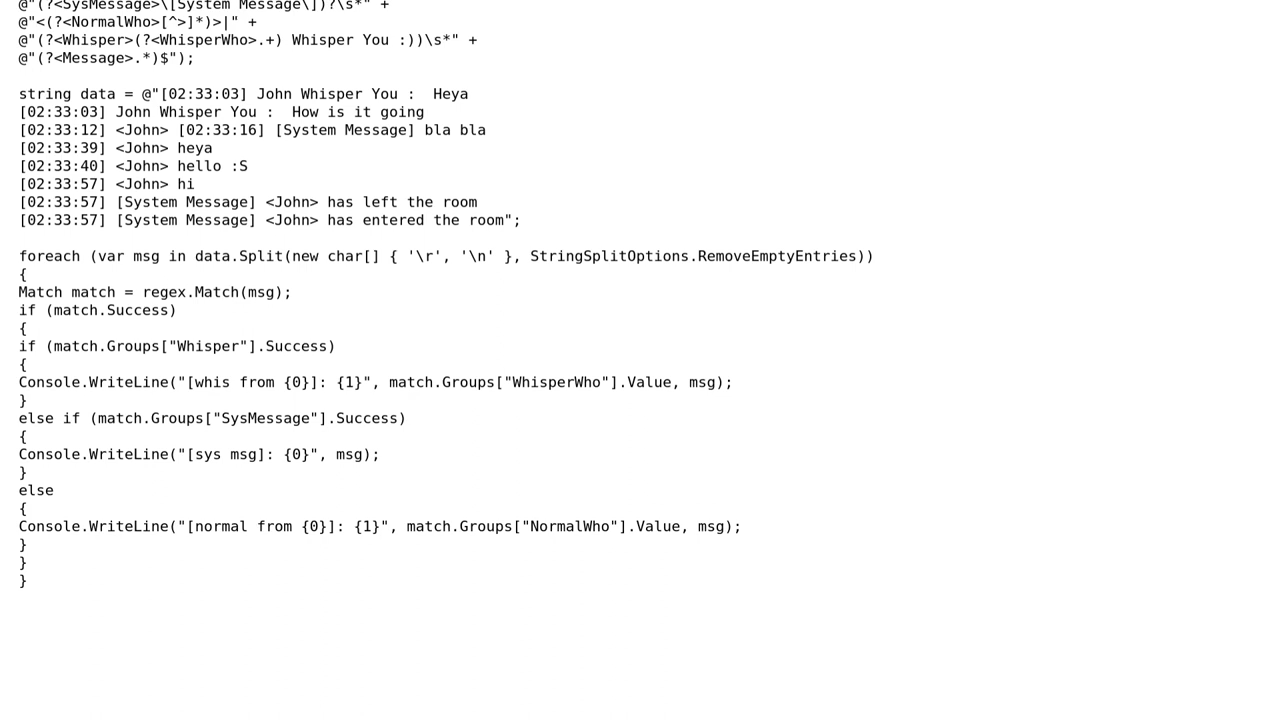 @"(?<SysMessage>\[System Message\])?\s*" +
@"<(?<NormalWho>[^>]*)>|" +
@"(?<Whisper>(?<WhisperWho>.+) Whisper You :))\s*" +
@"(?<Message>.*)$");

string data = @"[02:33:03] John Whisper You :  Heya
[02:33:03] John Whisper You :  How is it going
[02:33:12] <John> [02:33:16] [System Message] bla bla
[02:33:39] <John> heya
[02:33:40] <John> hello :S
[02:33:57] <John> hi
[02:33:57] [System Message] <John> has left the room
[02:33:57] [System Message] <John> has entered the room";

foreach (var msg in data.Split(new char[] { '\r', '\n' }, StringSplitOptions.RemoveEmptyEntries))
{
Match match = regex.Match(msg);
if (match.Success)
{
if (match.Groups["Whisper"].Success)
{
Console.WriteLine("[whis from {0}]: {1}", match.Groups["WhisperWho"].Value, msg);
}
else if (match.Groups["SysMessage"].Success)
{
Console.WriteLine("[sys msg]: {0}", msg);
}
else
{
Console.WriteLine("[normal from {0}]: {1}", match.Groups["NormalWho"].Value, msg);
}
}
}